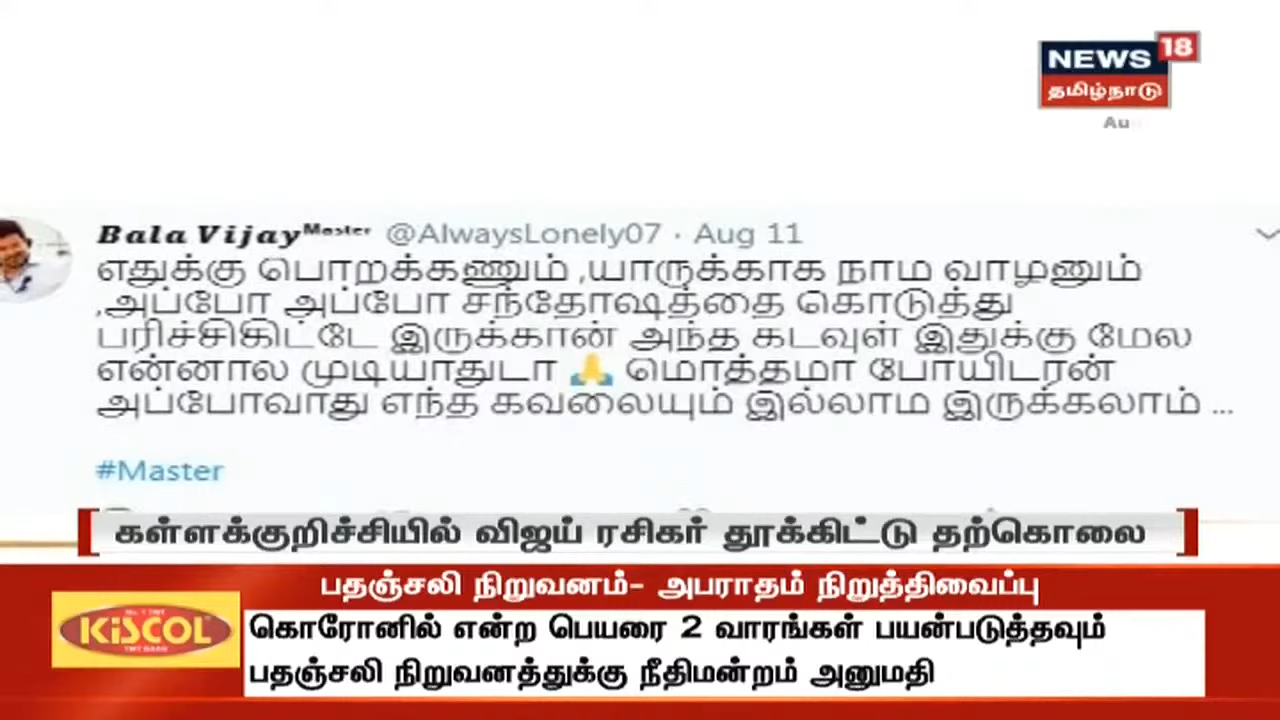 NEWS 18
தமிழ்நாடு
Au
Bala Vijay Master @AlwaysLonely07 · Aug 11
எதுக்கு பொறக்கணும் ,யாருக்காக நாம வாழனும்
,அப்போ அப்போ சந்தோஷத்தை கொடுத்து
பரிச்சிகிட்டே இருக்கான் அந்த கடவுள் இதுக்கு மேல
என்னால முடியாதுடா 🙏 மொத்தமா போயிடரன்
அப்போவாது எந்த கவலையும் இல்லாம இருக்கலாம் ...
#Master
கள்ளக்குறிச்சியில் விஜய் ரசிகர் தூக்கிட்டு தற்கொலை
பதஞ்சலி நிறுவனம்- அபராதம் நிறுத்திவைப்பு
KiSCOL
TMT BARS
கொரோனில் என்ற பெயரை 2 வாரங்கள் பயன்படுத்தவும்
பதஞ்சலி நிறுவனத்துக்கு நீதிமன்றம் அனுமதி